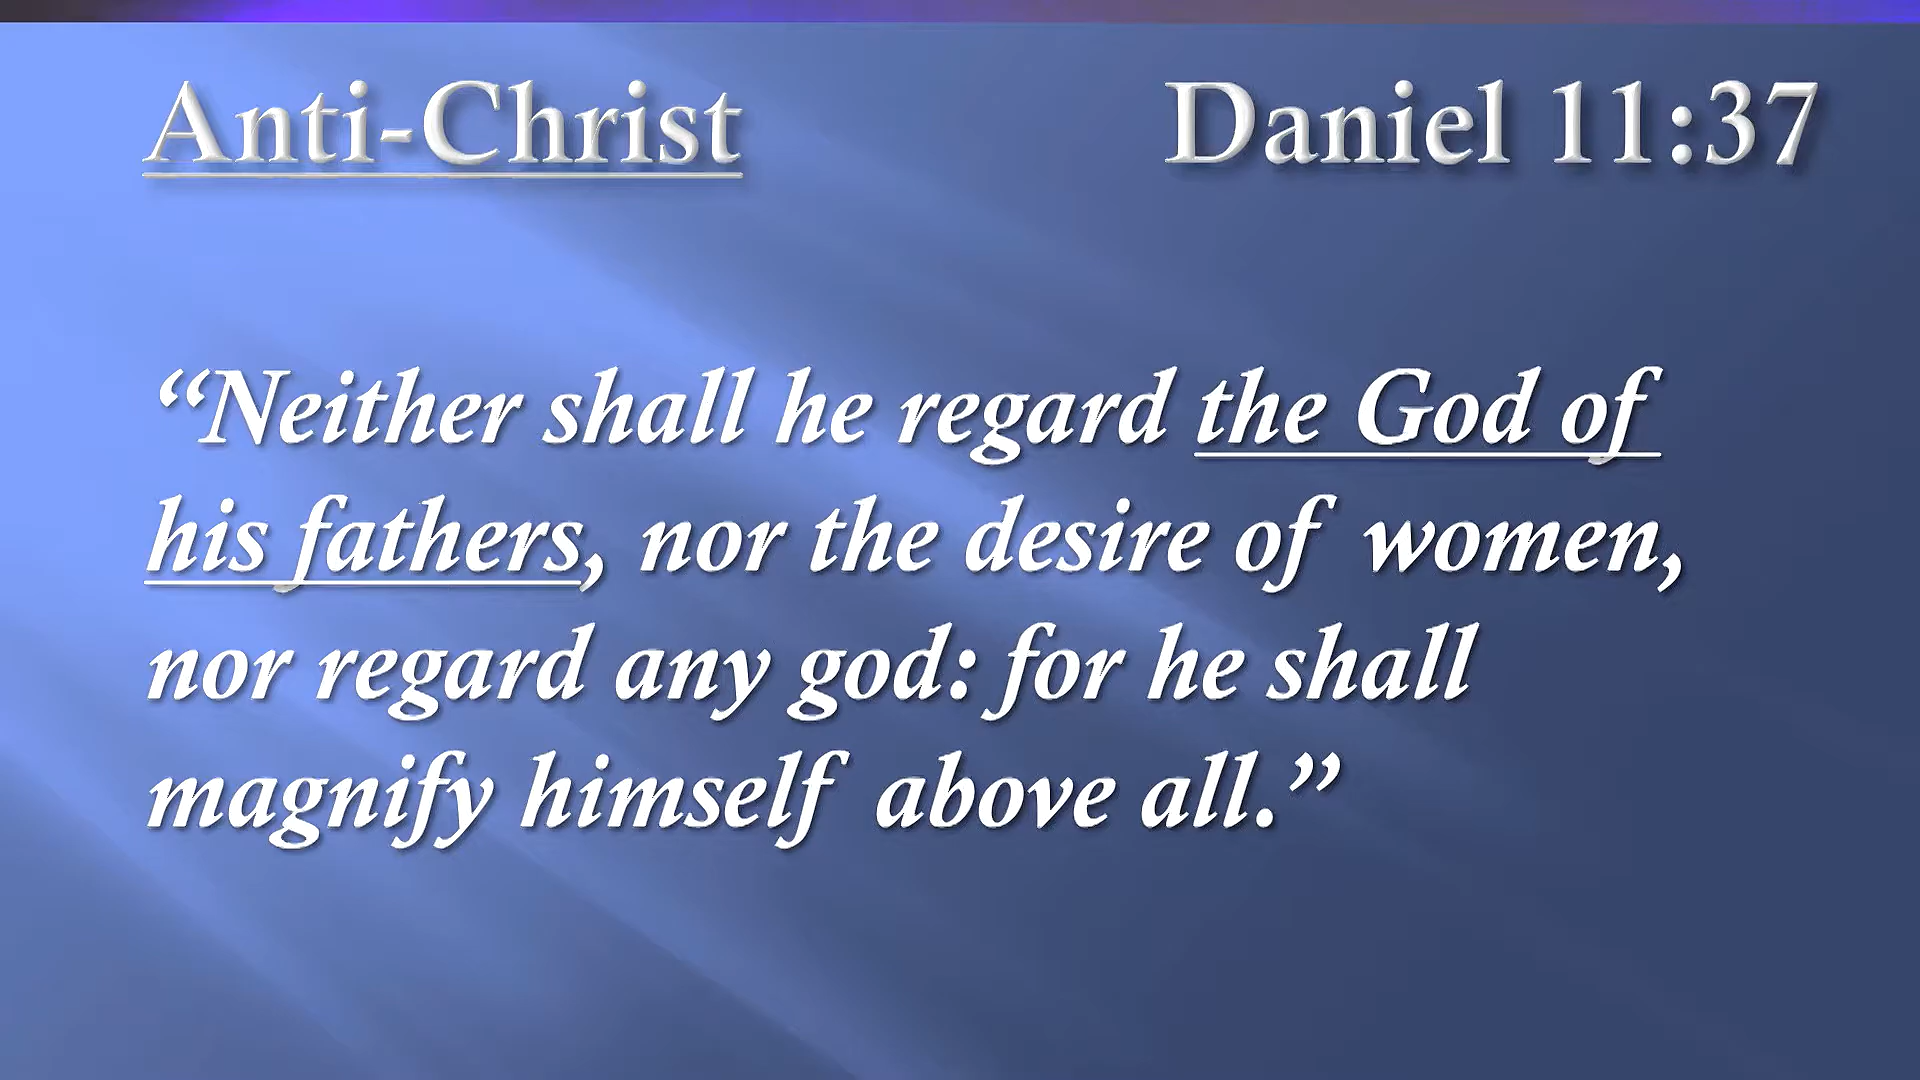 Anti-Christ Daniel 11:37
“Neither shall he regard the God of
his fathers, nor the desire of women,
nor regard any god: for he shall
magnify himself above all.”